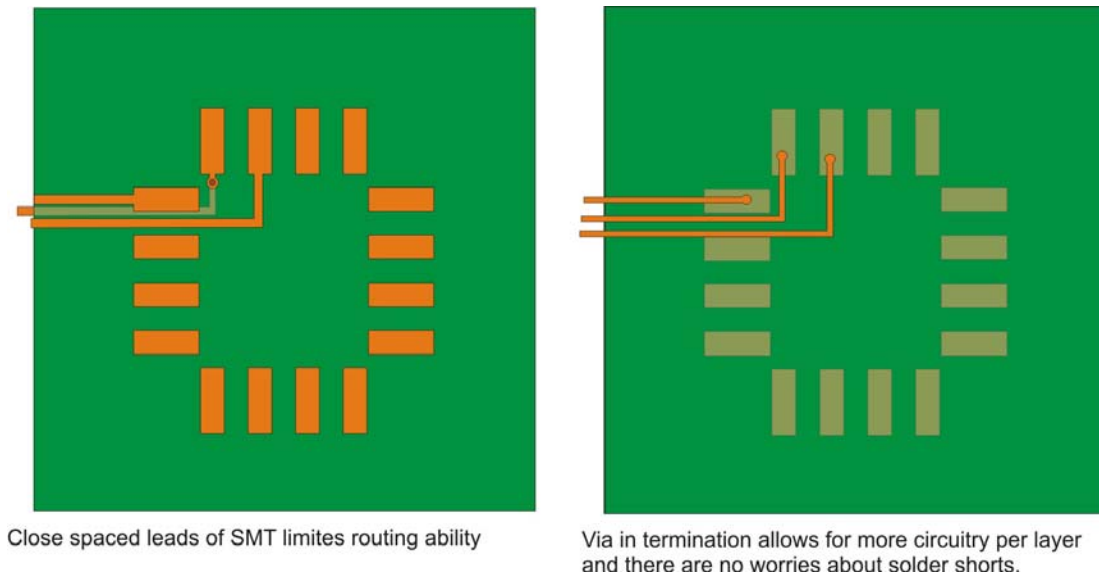 Close spaced leads of SMT limites routing ability
Via in termination allows for more circuitry per layer
and there are no worries about solder shorts.